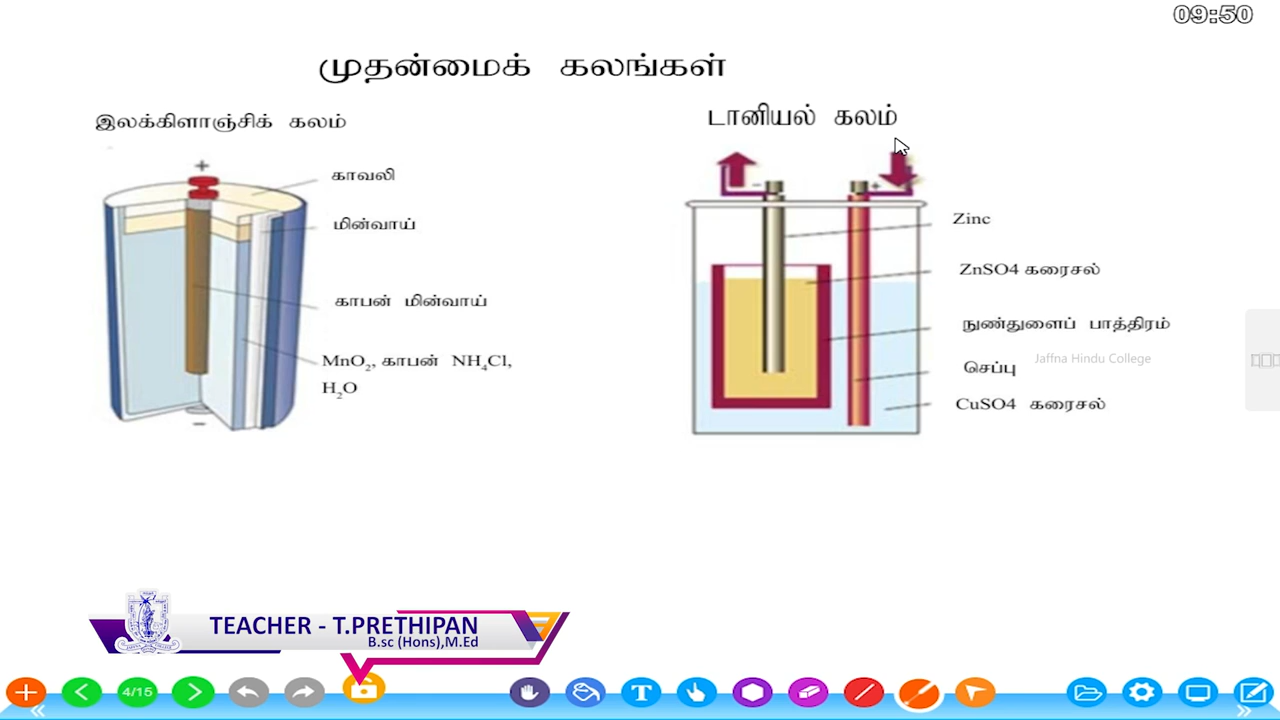 09:50
முதன்மைக் கலங்கள்
இலக்கிளாஞ்சிக் கலம்
+
காவலி
மின்வாய்
காபன் மின்வாய்
MnO₂, காபன் NH₄Cl,
H₂O
−
டானியல் கலம்
− +
Zinc
ZnSO4 கரைசல்
நுண்துளைப் பாத்திரம்
Jaffna Hindu College
செப்பு
CuSO4 கரைசல்
TEACHER - T.PRETHIPAN
B.sc (Hons),M.Ed
4/15
T